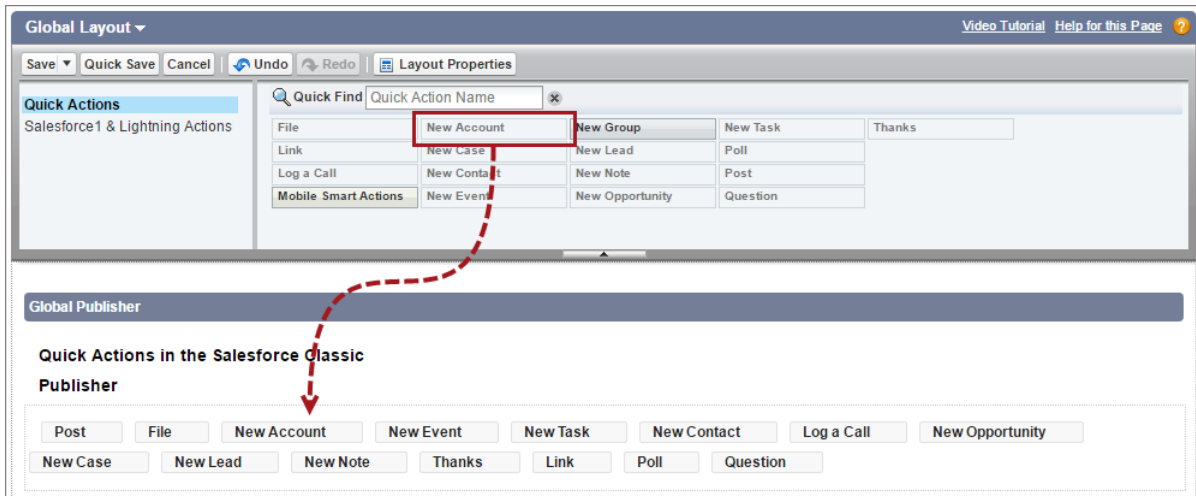 Global Layout Video Tutorial Help for this Page ?
Save Quick Save Cancel Undo Redo Layout Properties
Quick Actions
Salesforce1 & Lightning Actions
Quick Find Quick Action Name
File New Account New Group New Task Thanks
Link New Case New Lead Poll
Log a Call New Contact New Note Post
Mobile Smart Actions New Event New Opportunity Question
Global Publisher
Quick Actions in the Salesforce Classic
Publisher
Post File New Account New Event New Task New Contact Log a Call New Opportunity
New Case New Lead New Note Thanks Link Poll Question